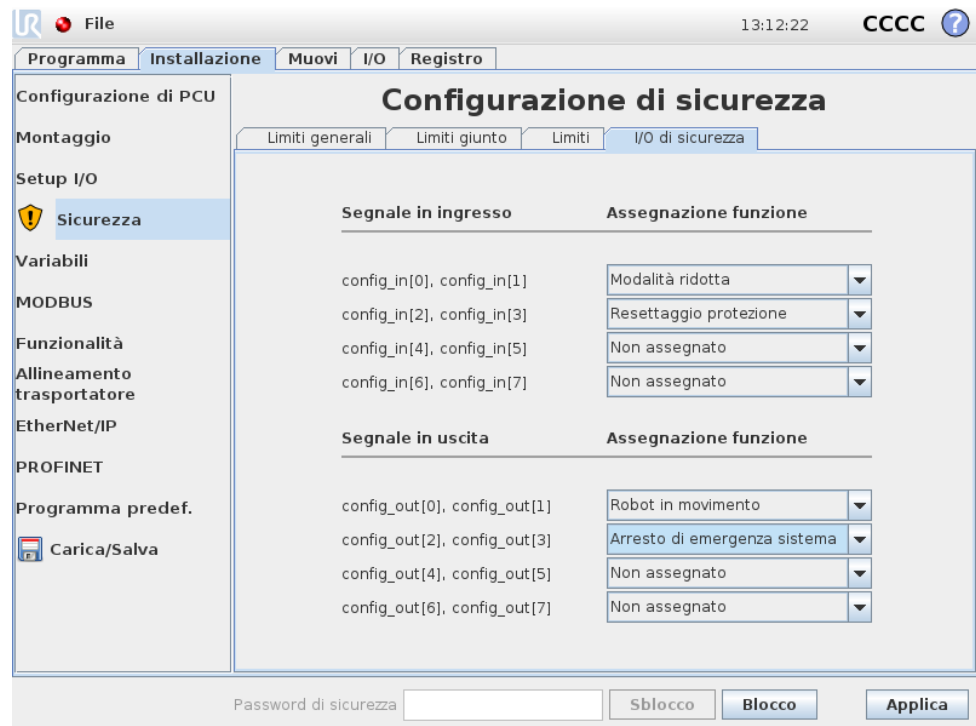 UR File 13:12:22 CCCC ?
Programma Installazione Muovi I/O Registro
Configurazione di PCU
Montaggio
Setup I/O
Sicurezza
Variabili
MODBUS
Funzionalità
Allineamento
trasportatore
EtherNet/IP
PROFINET
Programma predef.
Carica/Salva
Configurazione di sicurezza
Limiti generali Limiti giunto Limiti I/O di sicurezza
Segnale in ingresso Assegnazione funzione
config_in[0], config_in[1] Modalità ridotta
config_in[2], config_in[3] Resettaggio protezione
config_in[4], config_in[5] Non assegnato
config_in[6], config_in[7] Non assegnato
Segnale in uscita Assegnazione funzione
config_out[0], config_out[1] Robot in movimento
config_out[2], config_out[3] Arresto di emergenza sistema
config_out[4], config_out[5] Non assegnato
config_out[6], config_out[7] Non assegnato
Password di sicurezza Sblocco Blocco Applica